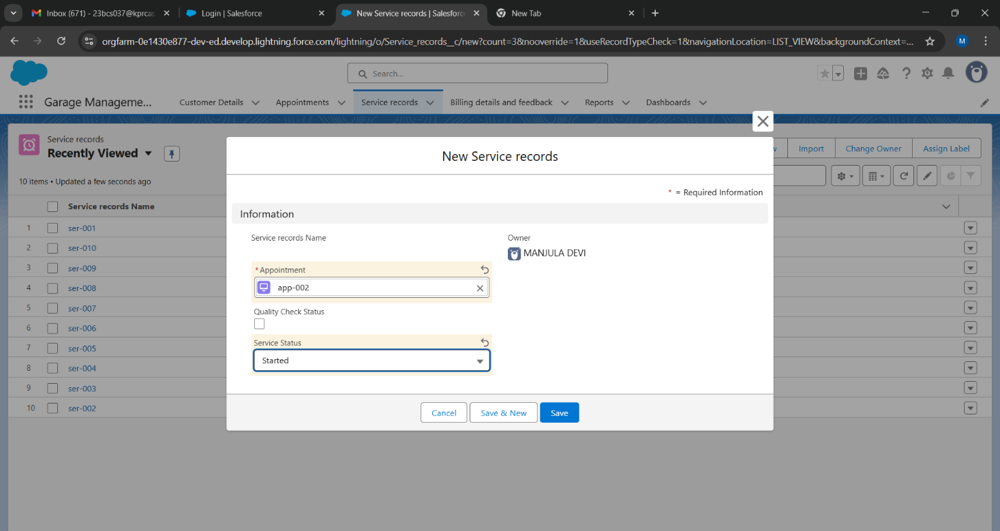 Inbox (671) - 23bcs037@kprcas
Login | Salesforce
New Service records | Salesforc
New Tab
orgfarm-0e1430e877-dev-ed.develop.lightning.force.com/lightning/o/Service_records__c/new?count=3&nooverride=1&useRecordTypeCheck=1&navigationLocation=LIST_VIEW&backgroundContext=...
M
Search...
Garage Manageme...
Customer Details
Appointments
Service records
Billing details and feedback
Reports
Dashboards
Service records
Recently Viewed
Import
Change Owner
Assign Label
10 items • Updated a few seconds ago
Service records Name
1 ser-001
2 ser-010
3 ser-009
4 ser-008
5 ser-007
6 ser-006
7 ser-005
8 ser-004
9 ser-003
10 ser-002
New Service records
* = Required Information
Information
Service records Name
Owner
MANJULA DEVI
*Appointment
app-002
Quality Check Status
Service Status
Started
Cancel
Save & New
Save